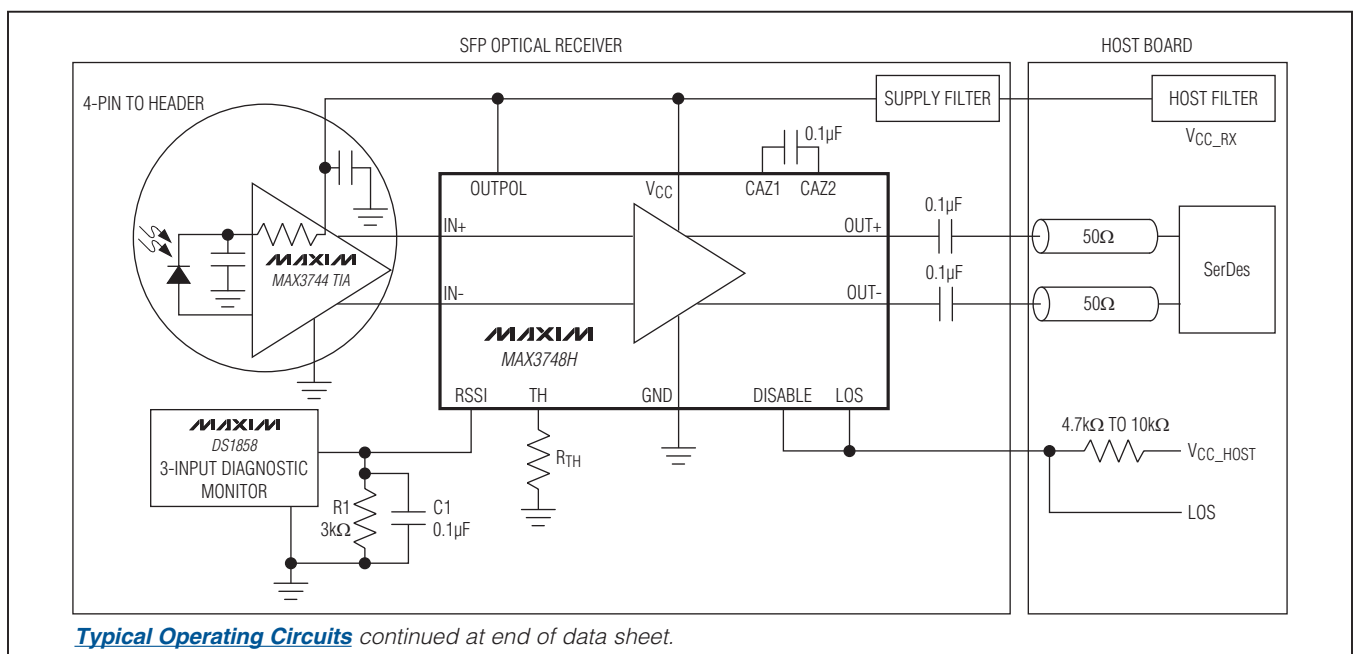 SFP OPTICAL RECEIVER
HOST BOARD
4-PIN TO HEADER
SUPPLY FILTER
HOST FILTER
VCC_RX
0.1µF
OUTPOL
VCC
CAZ1
CAZ2
IN+
OUT+
0.1µF
50Ω
MAXIM
MAX3744 TIA
SerDes
0.1µF
IN-
OUT-
50Ω
MAXIM
MAX3748H
RSSI
TH
GND
DISABLE
LOS
MAXIM
DS1858
3-INPUT DIAGNOSTIC
MONITOR
RTH
4.7kΩ TO 10kΩ
VCC_HOST
R1
3kΩ
C1
0.1µF
LOS
Typical Operating Circuits continued at end of data sheet.